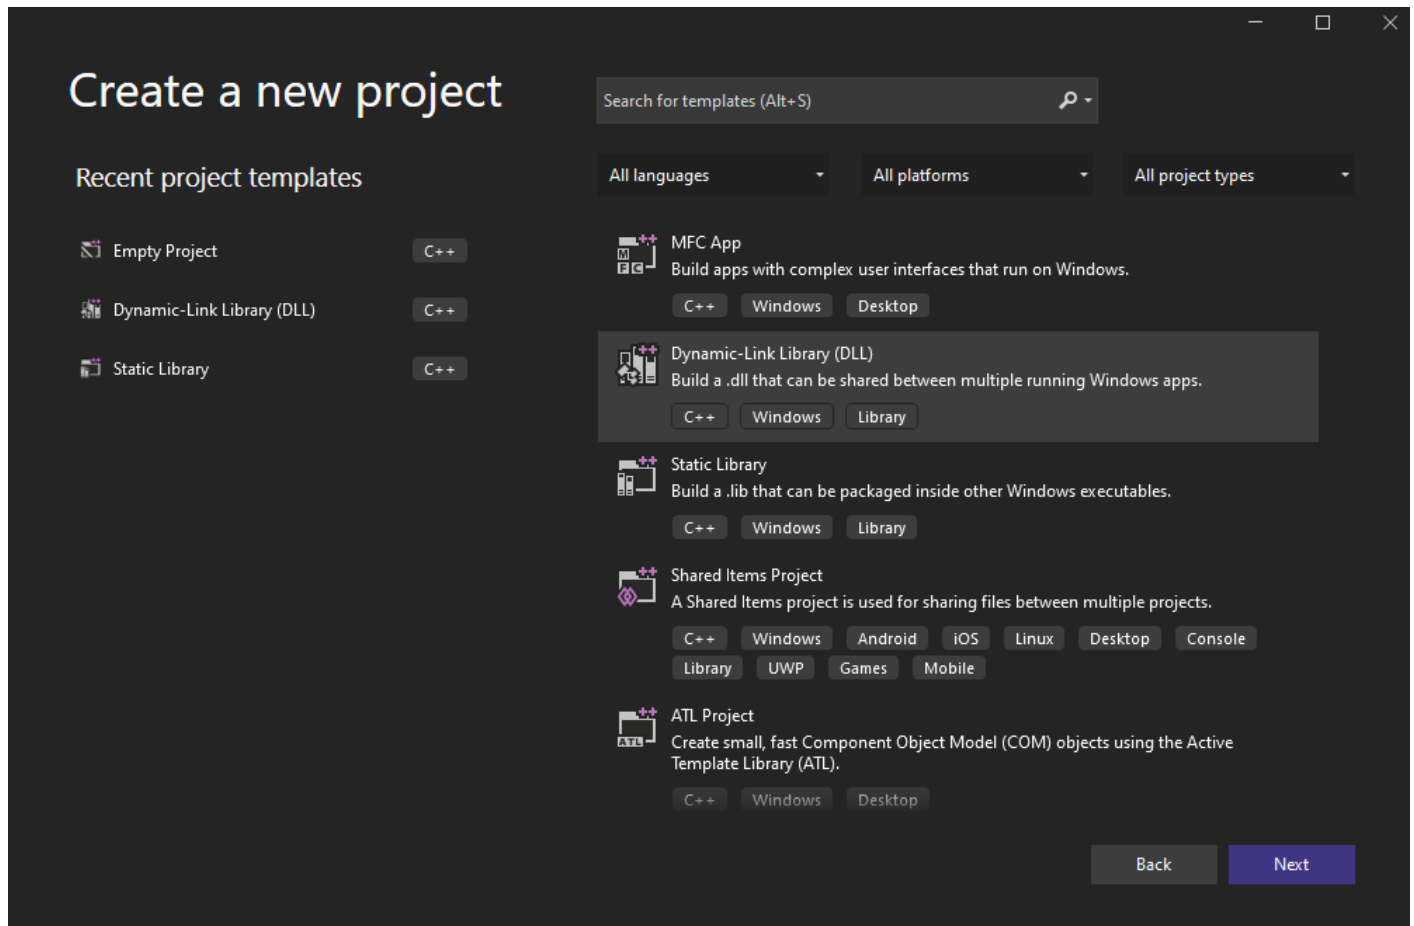 Create a new project
Search for templates (Alt+S)
Recent project templates
All languages
All platforms
All project types
Empty Project
C++
Dynamic-Link Library (DLL)
C++
Static Library
C++
MFC App
Build apps with complex user interfaces that run on Windows.
C++ Windows Desktop
Dynamic-Link Library (DLL)
Build a .dll that can be shared between multiple running Windows apps.
C++ Windows Library
Static Library
Build a .lib that can be packaged inside other Windows executables.
C++ Windows Library
Shared Items Project
A Shared Items project is used for sharing files between multiple projects.
C++ Windows Android iOS Linux Desktop Console
Library UWP Games Mobile
ATL Project
Create small, fast Component Object Model (COM) objects using the Active
Template Library (ATL).
C++ Windows Desktop
Back
Next